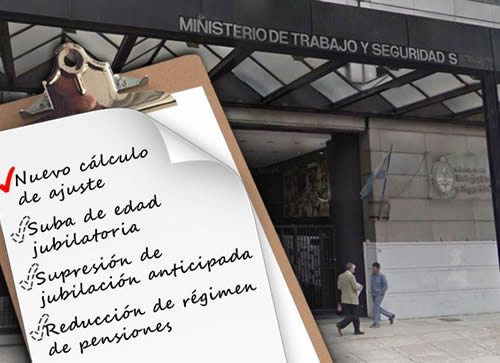 MINISTERIO DE TRABAJO Y SEGURIDAD S
Nuevo cálculo
de ajuste
Suba de edad
jubilatoria
Supresión de
jubilación anticipada
Reducción de régimen
de pensiones